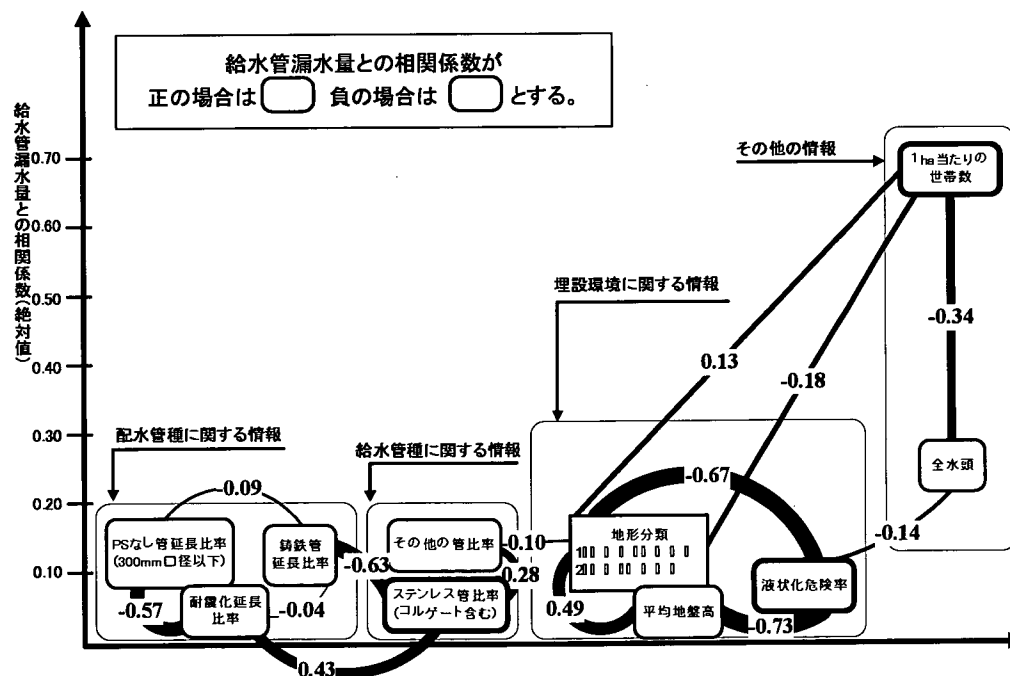 給水管漏水量との相関係数が
正の場合は 負の場合は とする。
給水管漏水量との相関係数(絶対値)
0.70
0.60
0.50
0.40
0.30
0.20
0.10
その他の情報
1ha当たりの
世帯数
埋設環境に関する情報
-0.34
0.13
-0.18
配水管種に関する情報
給水管種に関する情報
全水頭
-0.09
-0.67
-0.14
PSなし管延長比率
(300mm口径以下)
鋳鉄管
延長比率
-0.63
その他の管比率
-0.10
0.28
地形分類
1
2
液状化危険率
ステンレス管比率
(コルゲート含む)
-0.57
耐震化延長
比率
-0.04
0.49
平均地盤高
-0.73
0.43